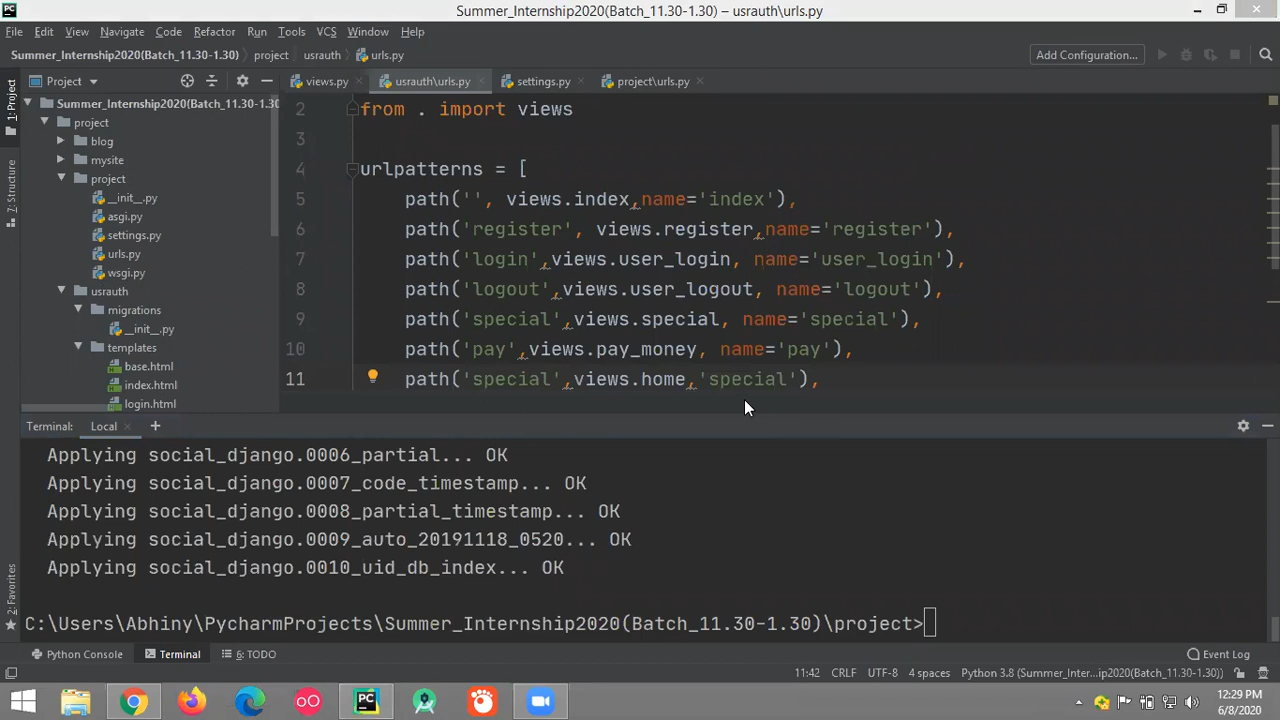 Summer_Internship2020(Batch_11.30-1.30) – usrauth\urls.py
File Edit View Navigate Code Refactor Run Tools VCS Window Help
Summer_Internship2020(Batch_11.30-1.30) project usrauth urls.py Add Configuration...
Project views.py usrauth\urls.py settings.py project\urls.py
1: Project
7: Structure
2: Favorites
Summer_Internship2020(Batch_11.30-1.30
project
blog
mysite
project
__init__.py
asgi.py
settings.py
urls.py
wsgi.py
usrauth
migrations
__init__.py
templates
base.html
index.html
login.html
2 from . import views
3
4 urlpatterns = [
5 path('', views.index,name='index'),
6 path('register', views.register,name='register'),
7 path('login',views.user_login, name='user_login'),
8 path('logout',views.user_logout, name='logout'),
9 path('special',views.special, name='special'),
10 path('pay',views.pay_money, name='pay'),
11 path('special',views.home,'special'),
Terminal: Local +
Applying social_django.0006_partial... OK
Applying social_django.0007_code_timestamp... OK
Applying social_django.0008_partial_timestamp... OK
Applying social_django.0009_auto_20191118_0520... OK
Applying social_django.0010_uid_db_index... OK
C:\Users\Abhiny\PycharmProjects\Summer_Internship2020(Batch_11.30-1.30)\project>
Python Console Terminal 6: TODO Event Log
11:42 CRLF UTF-8 4 spaces Python 3.8 (Summer_Inter...ip2020(Batch_11.30-1.30))
PC
12:29 PM
6/8/2020